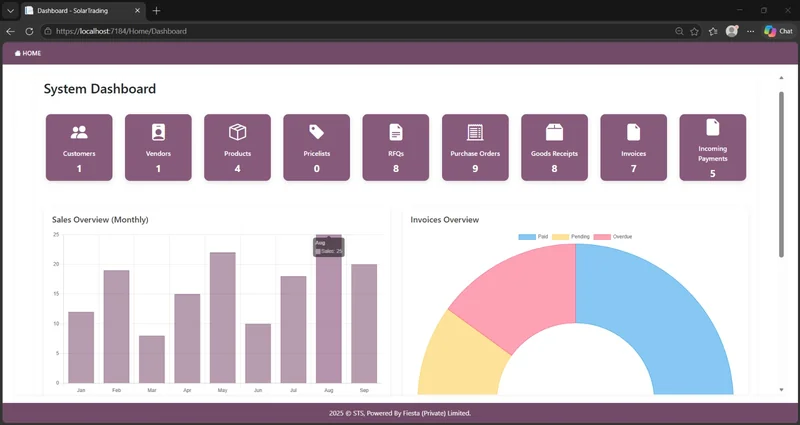 Dashboard - SolarTrading
https://localhost:7184/Home/Dashboard
Chat
HOME
System Dashboard
Customers
1
Vendors
1
Products
4
Pricelists
0
RFQs
8
Purchase Orders
9
Goods Receipts
8
Invoices
7
Incoming
Payments
5
Sales Overview (Monthly)
25
20
15
10
5
0
Aug
Sales: 25
Jan Feb Mar Apr May Jun Jul Aug Sep
Invoices Overview
Paid Pending Overdue
2025 © STS, Powered By Fiesta (Private) Limited.